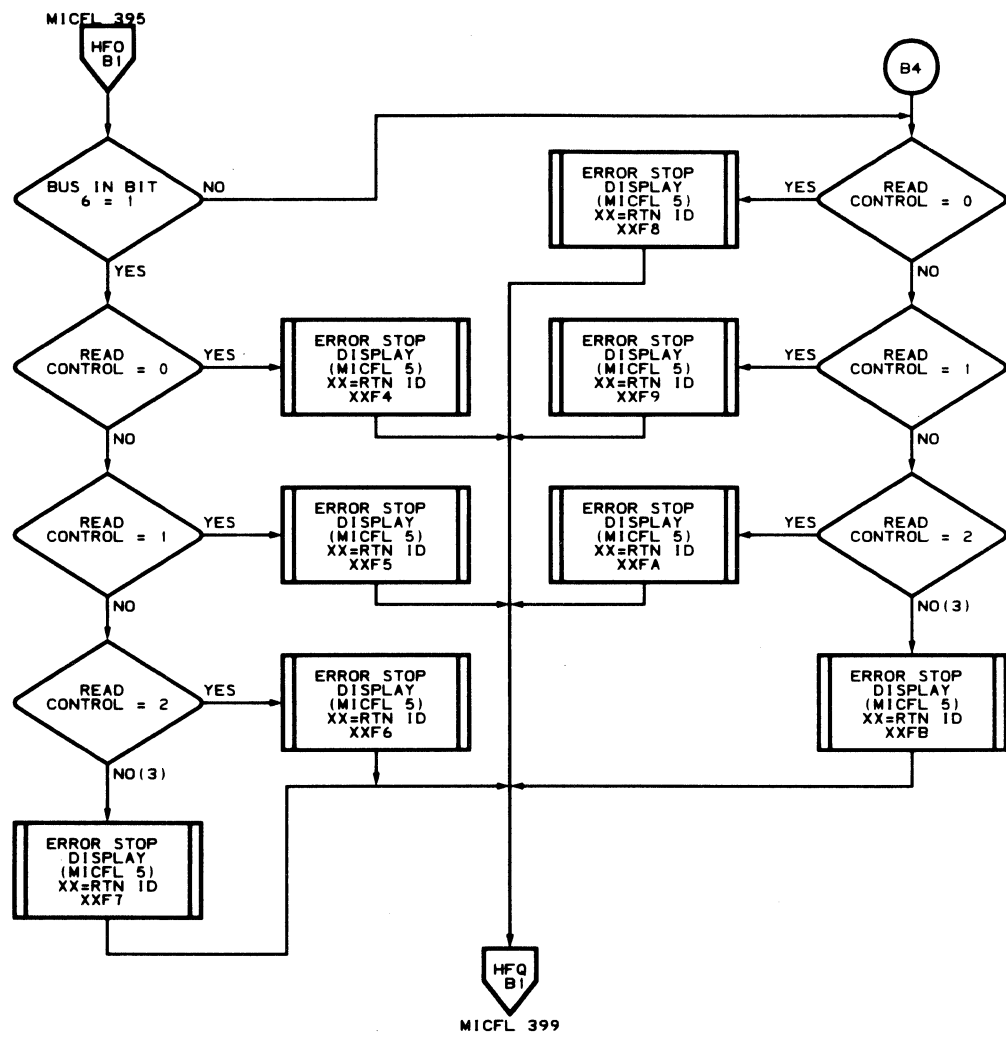 MICFL 395
HFO
B1
B4
BUS IN BIT
6 = 1
NO
YES
ERROR STOP
DISPLAY
(MICFL 5)
XX=RTN ID
XXF8
YES
READ
CONTROL = 0
NO
READ
CONTROL = 0
YES
NO
ERROR STOP
DISPLAY
(MICFL 5)
XX=RTN ID
XXF4
ERROR STOP
DISPLAY
(MICFL 5)
XX=RTN ID
XXF9
YES
READ
CONTROL = 1
NO
READ
CONTROL = 1
YES
NO
ERROR STOP
DISPLAY
(MICFL 5)
XX=RTN ID
XXF5
ERROR STOP
DISPLAY
(MICFL 5)
XX=RTN ID
XXFA
YES
READ
CONTROL = 2
NO(3)
READ
CONTROL = 2
YES
NO(3)
ERROR STOP
DISPLAY
(MICFL 5)
XX=RTN ID
XXF6
ERROR STOP
DISPLAY
(MICFL 5)
XX=RTN ID
XXFB
ERROR STOP
DISPLAY
(MICFL 5)
XX=RTN ID
XXF7
HFQ
B1
MICFL 399